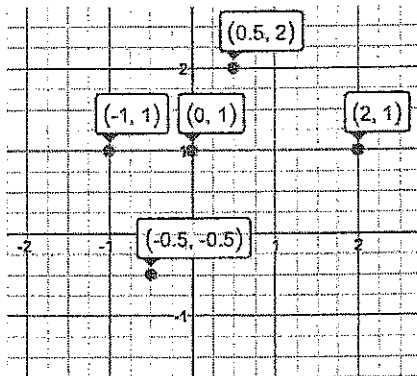 (0.5, 2)
2
(-1, 1) (0, 1) (2, 1)
(-0.5, -0.5)
-2 -1 1 2
-1